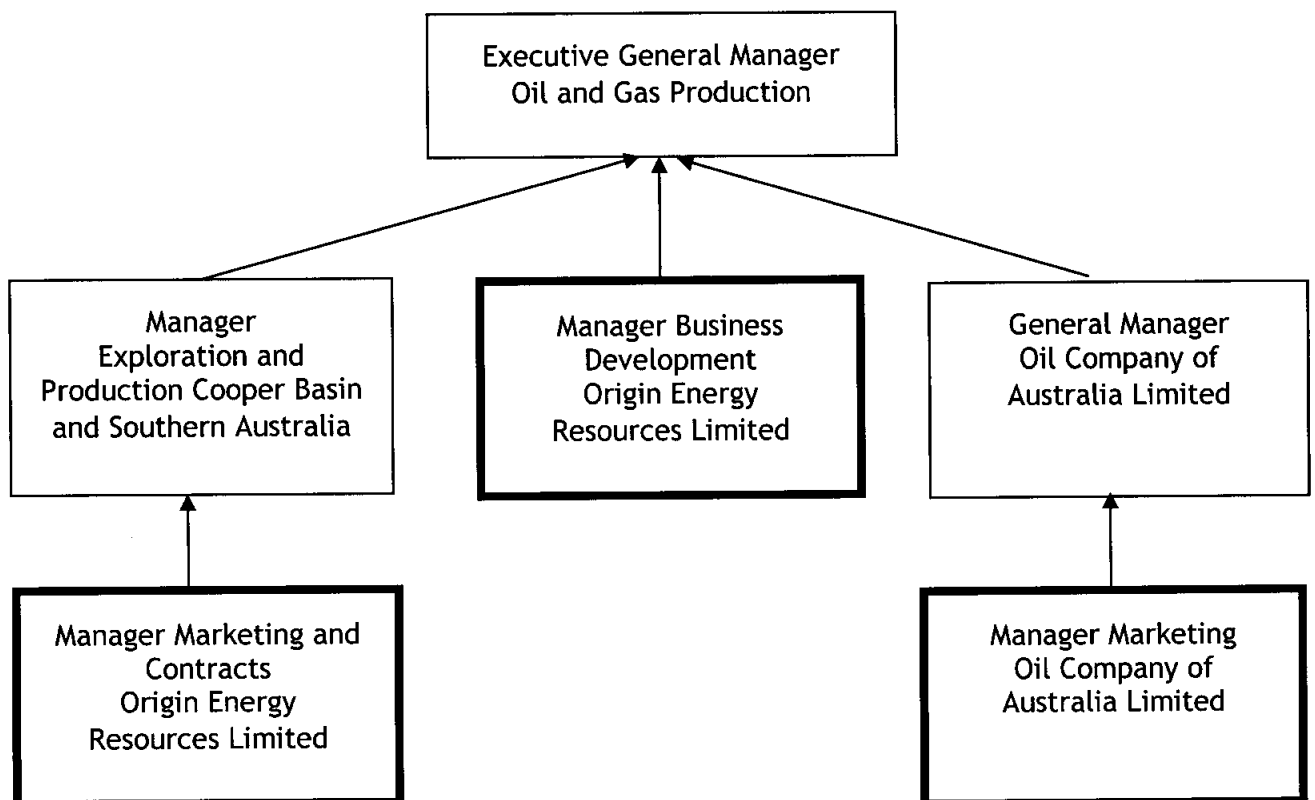 Executive General Manager
Oil and Gas Production
Manager
Exploration and
Production Cooper Basin
and Southern Australia
Manager Business
Development
Origin Energy
Resources Limited
General Manager
Oil Company of
Australia Limited
Manager Marketing and
Contracts
Origin Energy
Resources Limited
Manager Marketing
Oil Company of
Australia Limited